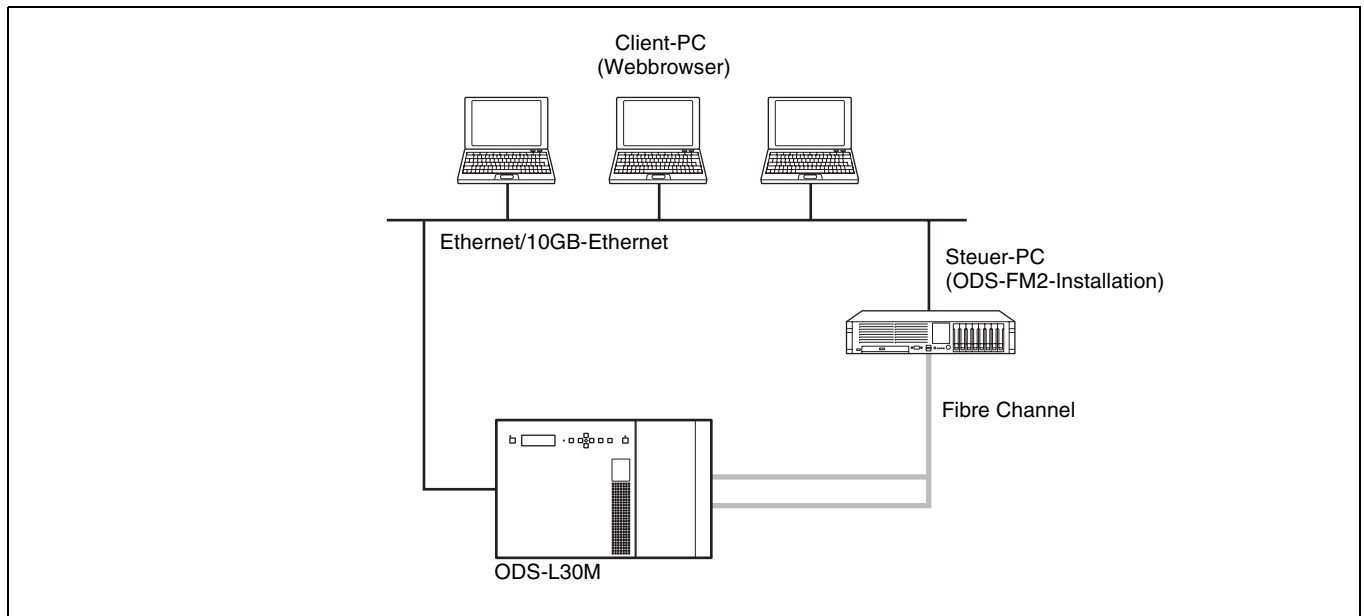 Client-PC
(Webbrowser)
Ethernet/10GB-Ethernet
Steuer-PC
(ODS-FM2-Installation)
Fibre Channel
ODS-L30M